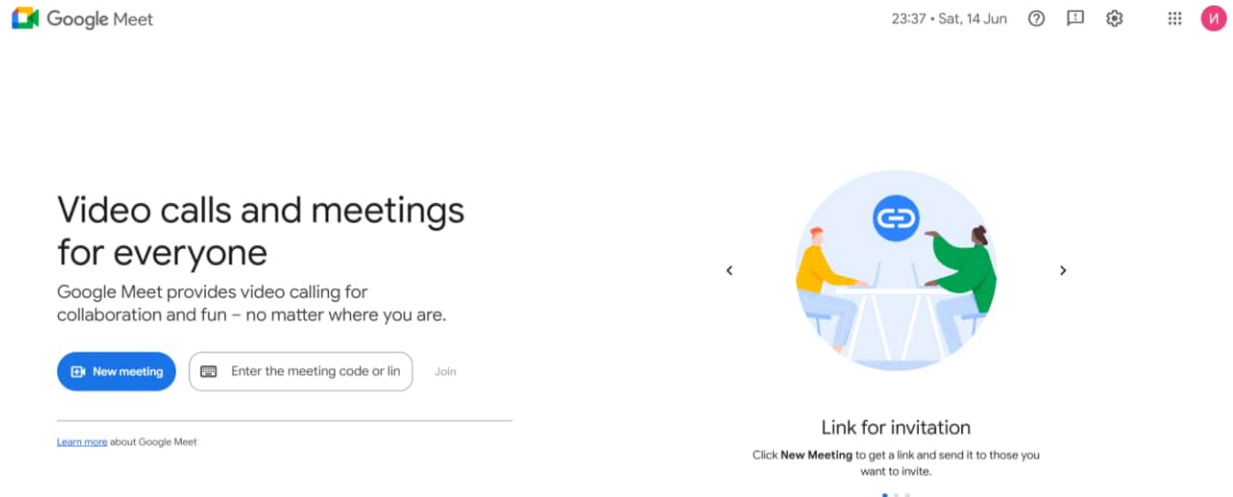 Google Meet
23:37 • Sat, 14 Jun
И
Video calls and meetings
for everyone
Google Meet provides video calling for
collaboration and fun – no matter where you are.
New meeting
Enter the meeting code or lin
Join
Learn more about Google Meet
Link for invitation
Click New Meeting to get a link and send it to those you
want to invite.